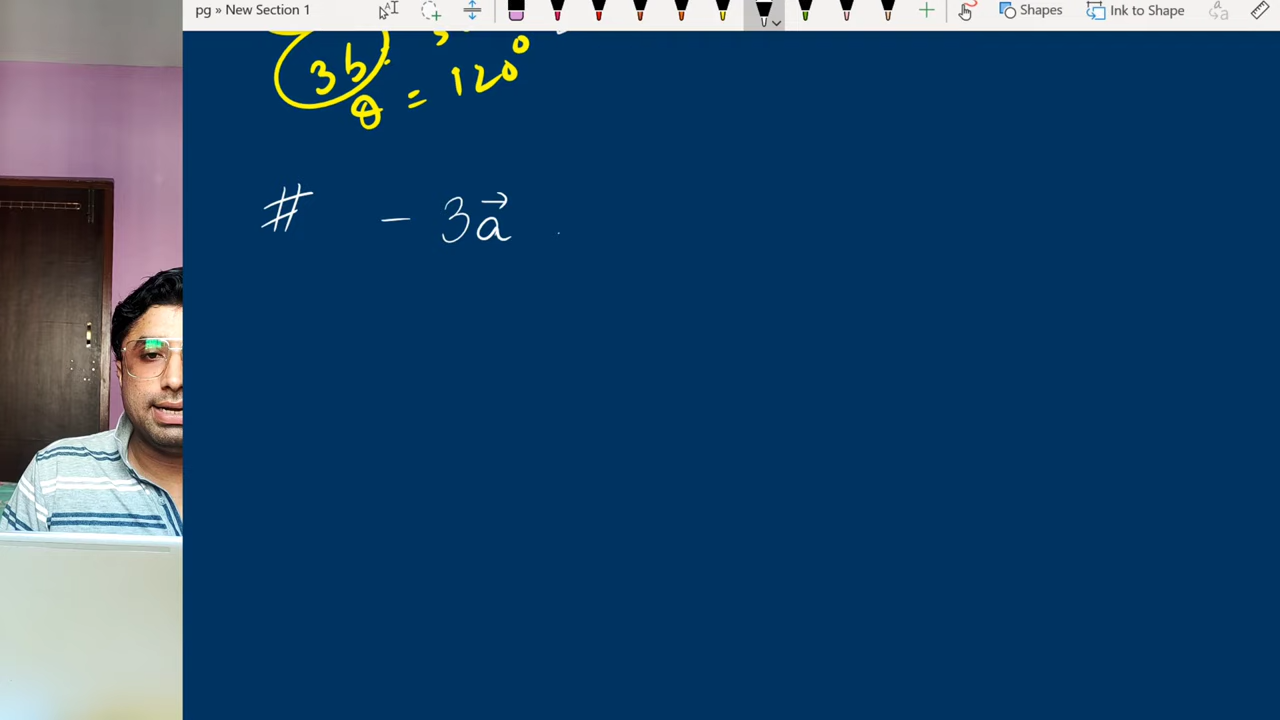 pg » New Section 1
Shapes
Ink to Shape
3b
θ = 120°
# - 3a⃗